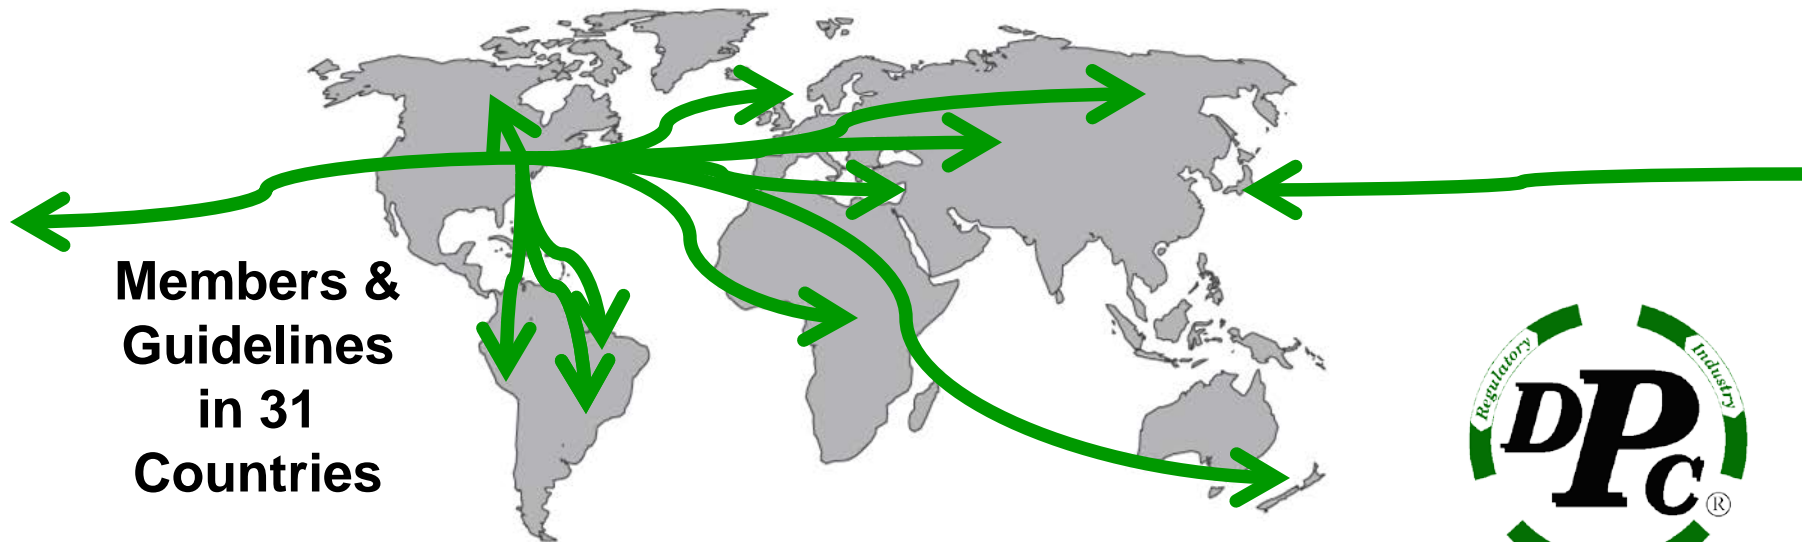 Members &
Guidelines
in 31
Countries
Regulatory
Industry
DPC®